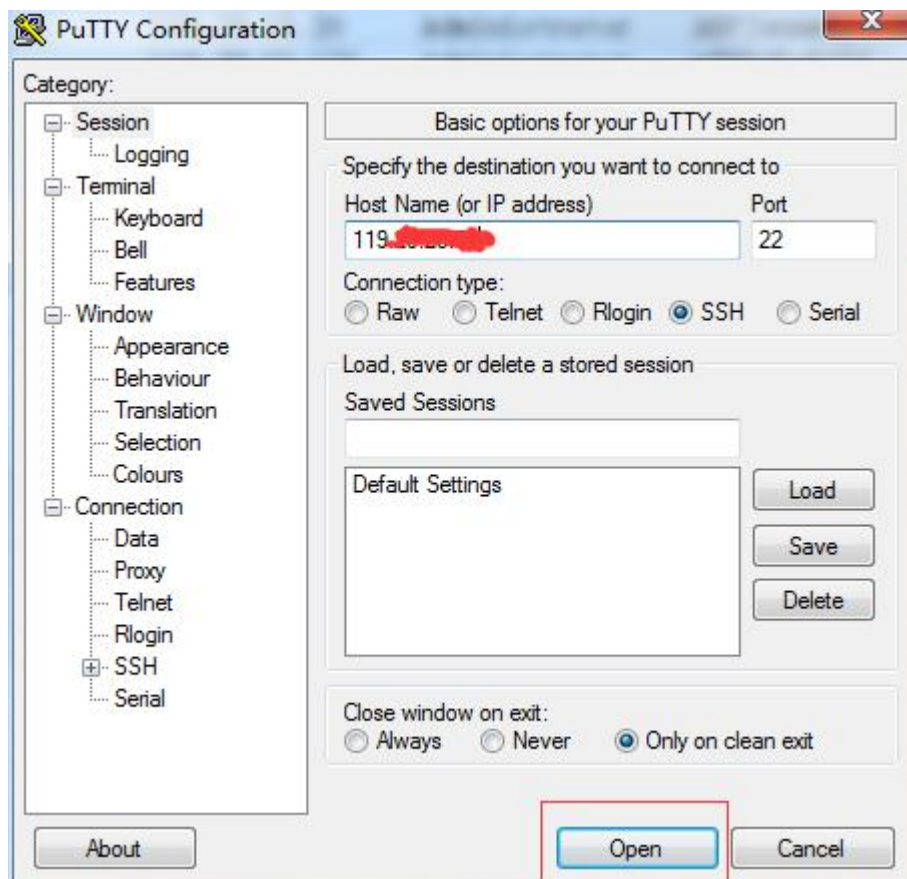 PuTTY Configuration
Category:
Session
Logging
Terminal
Keyboard
Bell
Features
Window
Appearance
Behaviour
Translation
Selection
Colours
Connection
Data
Proxy
Telnet
Rlogin
SSH
Serial
Basic options for your PuTTY session
Specify the destination you want to connect to
Host Name (or IP address) Port
119. 22
Connection type:
Raw Telnet Rlogin SSH Serial
Load, save or delete a stored session
Saved Sessions
Default Settings
Load
Save
Delete
Close window on exit:
Always Never Only on clean exit
About Open Cancel